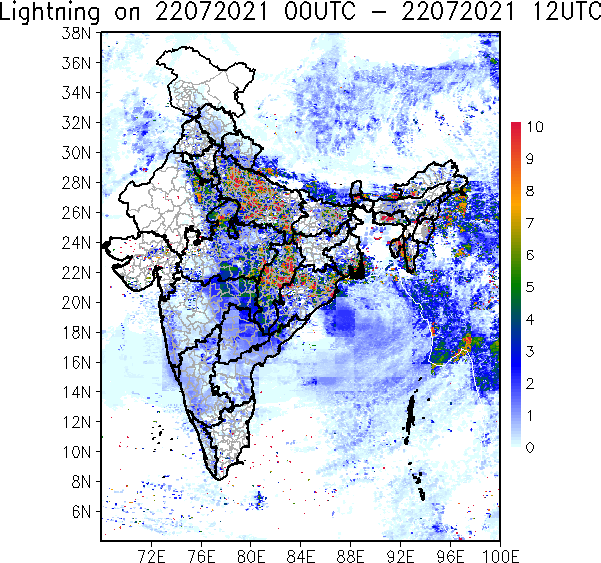 Lightning on 22072021 00UTC – 22072021 12UTC
38N
36N
34N
32N
30N
28N
26N
24N
22N
20N
18N
16N
14N
12N
10N
8N
6N
72E 76E 80E 84E 88E 92E 96E 100E
10
9
8
7
6
5
4
3
2
1
0